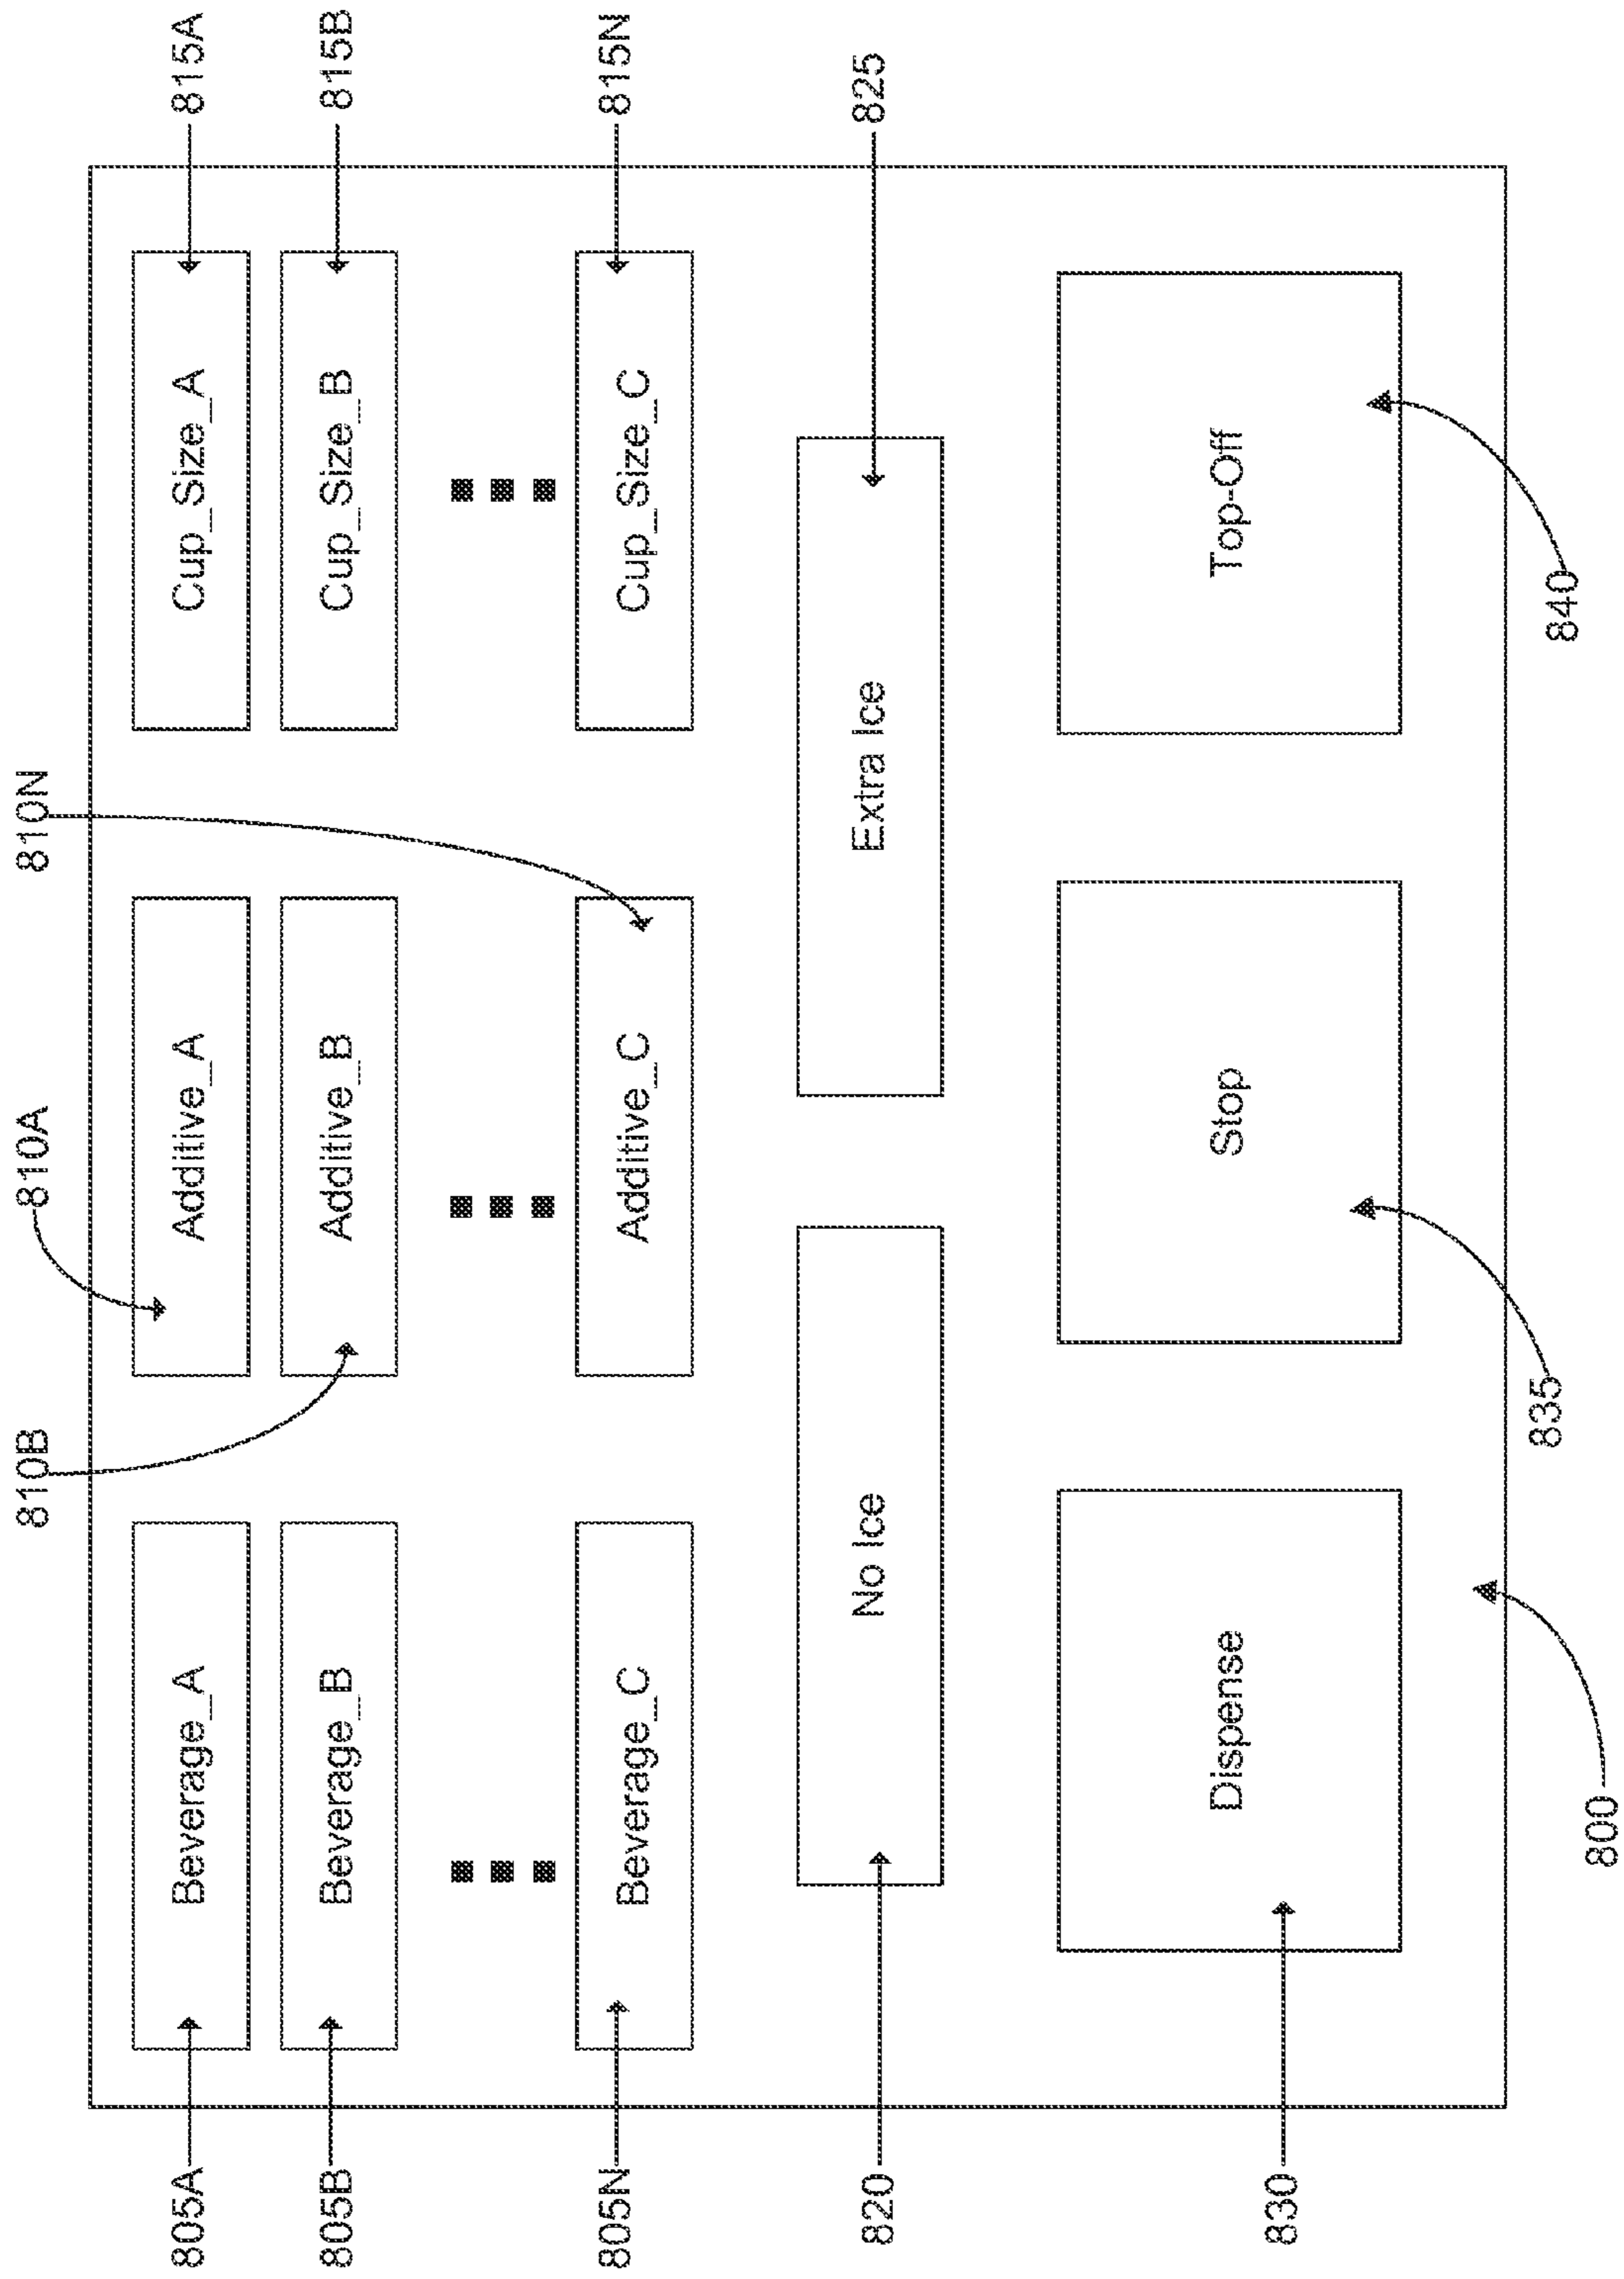 810B
810A
810N
805A
Beverage_A
Additive_A
Cup_Size_A
815A
805B
Beverage_B
Additive_B
Cup_Size_B
815B
805N
Beverage_C
Additive_C
Cup_Size_C
815N
820
No Ice
Extra Ice
825
830
Dispense
Stop
Top-Off
800
835
840